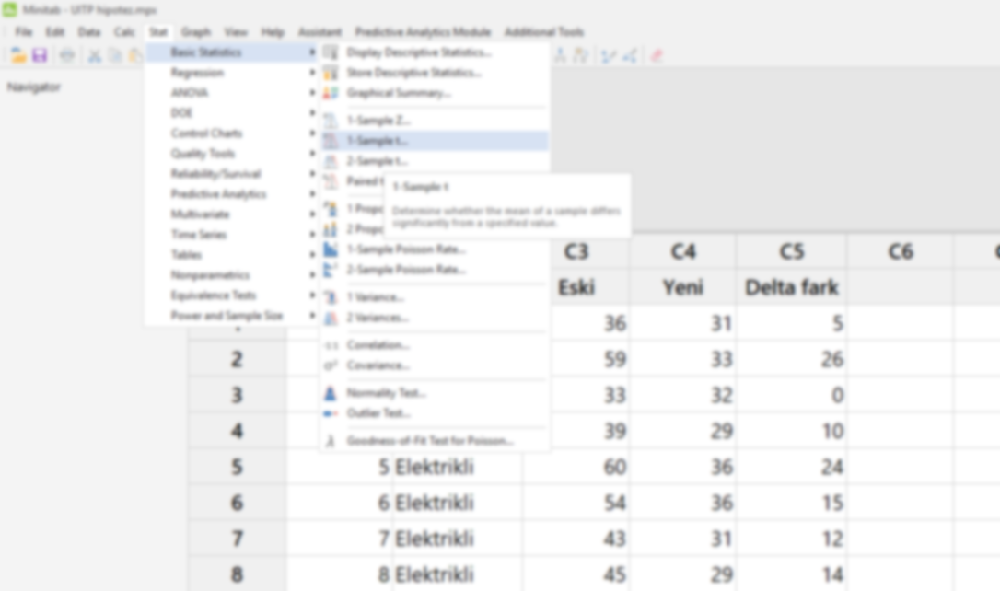 Minitab - UITP hipotez.mpx
File Edit Data Calc Stat Graph View Help Assistant Predictive Analytics Module Additional Tools
Navigator
Basic Statistics
Regression
ANOVA
DOE
Control Charts
Quality Tools
Reliability/Survival
Predictive Analytics
Multivariate
Time Series
Tables
Nonparametrics
Equivalence Tests
Power and Sample Size
Display Descriptive Statistics...
Store Descriptive Statistics...
Graphical Summary...
1-Sample Z...
1-Sample t...
2-Sample t...
Paired t
1 Propo
2 Propo
1-Sample Poisson Rate...
2-Sample Poisson Rate...
1 Variance...
2 Variances...
Correlation...
Covariance...
Normality Test...
Outlier Test...
Goodness-of-Fit Test for Poisson...
1-Sample t
Determine whether the mean of a sample differs
significantly from a specified value.
C3 C4 C5 C6
Eski Yeni Delta fark
36 31 5
2 59 33 26
3 33 32 0
4 39 29 10
5 5 Elektrikli 60 36 24
6 6 Elektrikli 54 36 15
7 7 Elektrikli 43 31 12
8 8 Elektrikli 45 29 14